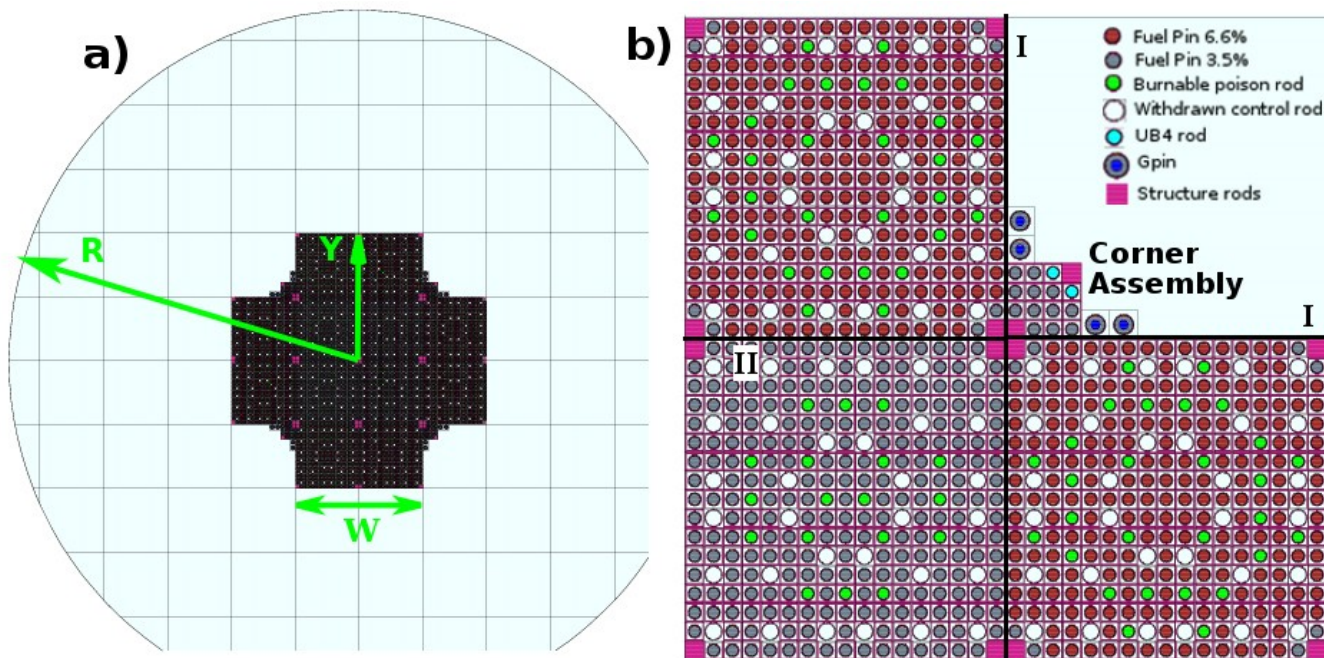 a)
R
Y
W
b)
I
Fuel Pin 6.6%
Fuel Pin 3.5%
Burnable poison rod
Withdrawn control rod
UB4 rod
Gpin
Structure rods
Corner
Assembly
I
II